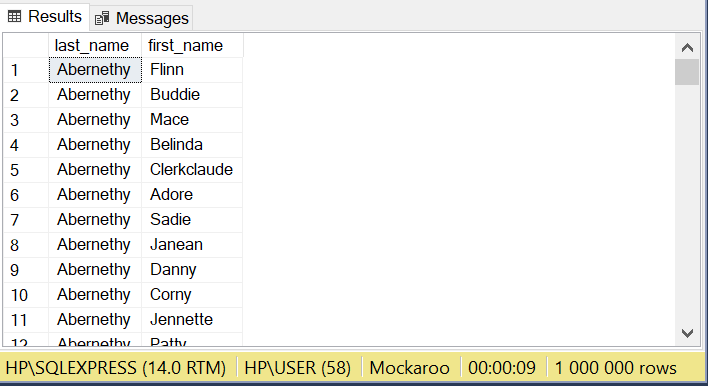 Results Messages
last_name first_name
1 Abernethy Flinn
2 Abernethy Buddie
3 Abernethy Mace
4 Abernethy Belinda
5 Abernethy Clerkclaude
6 Abernethy Adore
7 Abernethy Sadie
8 Abernethy Janean
9 Abernethy Danny
10 Abernethy Corny
11 Abernethy Jennette
12 Abernethy Patty
HP\SQLEXPRESS (14.0 RTM) HP\USER (58) Mockaroo 00:00:09 1 000 000 rows